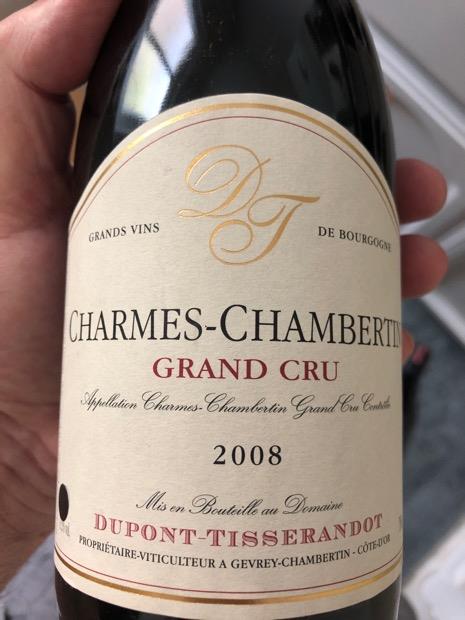 DT
GRANDS VINS DE BOURGOGNE
CHARMES-CHAMBERTIN
GRAND CRU
Appellation Charmes-Chambertin Grand Cru Contrôlée
2008
Mis en Bouteille au Domaine
DUPONT-TISSERANDOT
PROPRIÉTAIRE-VITICULTEUR A GEVREY-CHAMBERTIN - CÔTE-D'OR